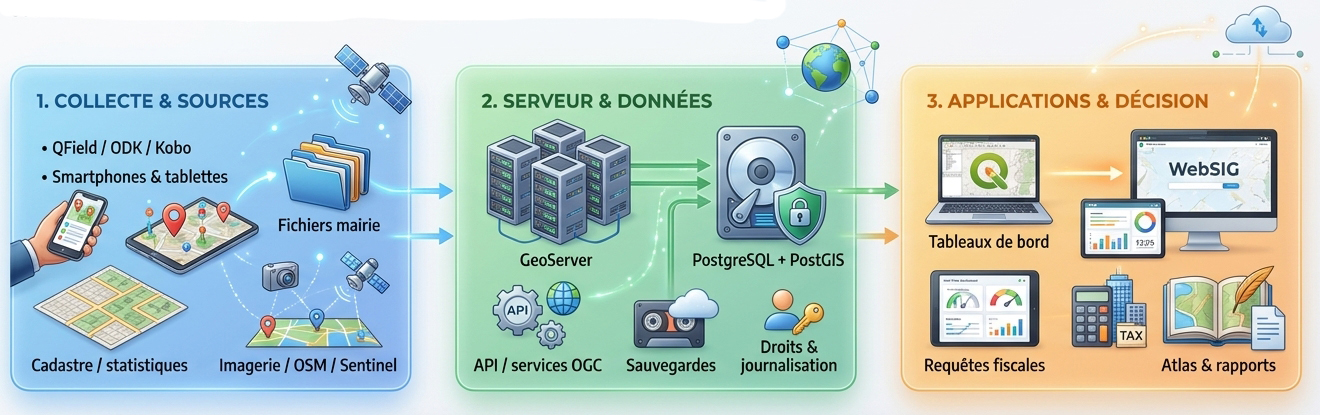 1. COLLECTE & SOURCES
• QField / ODK / Kobo
• Smartphones & tablettes
Fichiers mairie
Cadastre / statistiques
Imagerie / OSM / Sentinel
2. SERVEUR & DONNÉES
GeoServer
PostgreSQL + PostGIS
API
API / services OGC
Sauvegardes
Droits &
journalisation
3. APPLICATIONS & DÉCISION
WebSIG
Tableaux de bord
TAX
Requêtes fiscales
Atlas & rapports